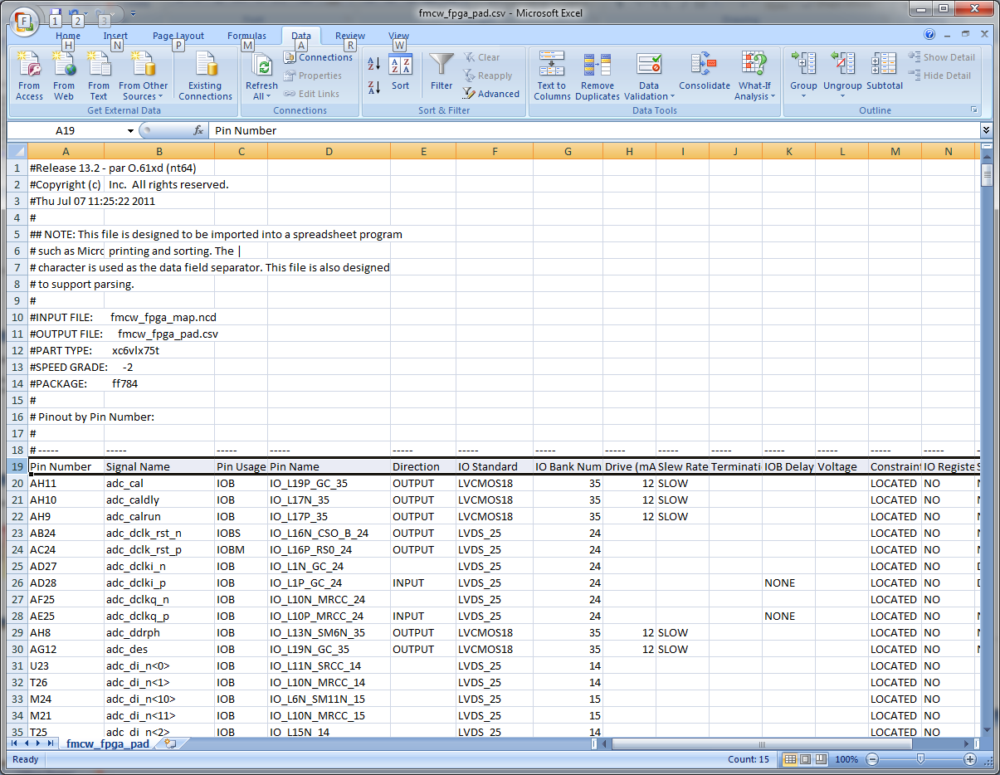 fmcw_fpga_pad.csv - Microsoft Excel
F 1 2 3
Home Insert Page Layout Formulas Data Review View
H N P M A R W
From Access From Web From Text From Other Sources Existing Connections
Get External Data
Refresh All Connections Properties Edit Links
Connections
Sort Filter Clear Reapply Advanced
Sort & Filter
Text to Columns Remove Duplicates Data Validation Consolidate What-If Analysis
Data Tools
Group Ungroup Subtotal Show Detail Hide Detail
Outline
A19 fx Pin Number
A B C D E F G H I J K L M N
1 #Release 13.2 - par O.61xd (nt64)
2 #Copyright (c) Inc. All rights reserved.
3 #Thu Jul 07 11:25:22 2011
4 #
5 ## NOTE: This file is designed to be imported into a spreadsheet program
6 # such as Micro printing and sorting. The |
7 # character is used as the data field separator. This file is also designed
8 # to support parsing.
9 #
10 #INPUT FILE: fmcw_fpga_map.ncd
11 #OUTPUT FILE: fmcw_fpga_pad.csv
12 #PART TYPE: xc6vlx75t
13 #SPEED GRADE: -2
14 #PACKAGE: ff784
15 #
16 # Pinout by Pin Number:
17 #
18 # ----- ----- ----- ----- ----- ----- ----- ----- ----- ----- ----- ----- ----- -----
19 Pin Number Signal Name Pin Usage Pin Name Direction IO Standard IO Bank Num Drive (mA Slew Rate Terminati IOB Delay Voltage Constraint IO Registe
20 AH11 adc_cal IOB IO_L19P_GC_35 OUTPUT LVCMOS18 35 12 SLOW LOCATED NO
21 AH10 adc_caldly IOB IO_L17N_35 OUTPUT LVCMOS18 35 12 SLOW LOCATED NO
22 AH9 adc_calrun IOB IO_L17P_35 OUTPUT LVCMOS18 35 12 SLOW LOCATED NO
23 AB24 adc_dclk_rst_n IOBS IO_L16N_CSO_B_24 OUTPUT LVDS_25 24 LOCATED NO
24 AC24 adc_dclk_rst_p IOBM IO_L16P_RS0_24 OUTPUT LVDS_25 24 LOCATED NO
25 AD27 adc_dclki_n IOB IO_L1N_GC_24 LVDS_25 24 LOCATED NO
26 AD28 adc_dclki_p IOB IO_L1P_GC_24 INPUT LVDS_25 24 NONE LOCATED NO
27 AF25 adc_dclkq_n IOB IO_L10N_MRCC_24 LVDS_25 24 LOCATED NO
28 AE25 adc_dclkq_p IOB IO_L10P_MRCC_24 INPUT LVDS_25 24 NONE LOCATED NO
29 AH8 adc_ddrph IOB IO_L13N_SM6N_35 OUTPUT LVCMOS18 35 12 SLOW LOCATED NO
30 AG12 adc_des IOB IO_L19N_GC_35 OUTPUT LVCMOS18 35 12 SLOW LOCATED NO
31 U23 adc_di_n<0> IOB IO_L11N_SRCC_14 LVDS_25 14 LOCATED NO
32 T26 adc_di_n<1> IOB IO_L10N_MRCC_14 LVDS_25 14 LOCATED NO
33 M24 adc_di_n<10> IOB IO_L6N_SM11N_15 LVDS_25 15 LOCATED NO
34 M21 adc_di_n<11> IOB IO_L10N_MRCC_15 LVDS_25 15 LOCATED NO
35 T25 adc_di_n<2> IOB IO_L15N_14 LVDS_25 14 LOCATED NO
fmcw_fpga_pad
Ready Count: 15 100%